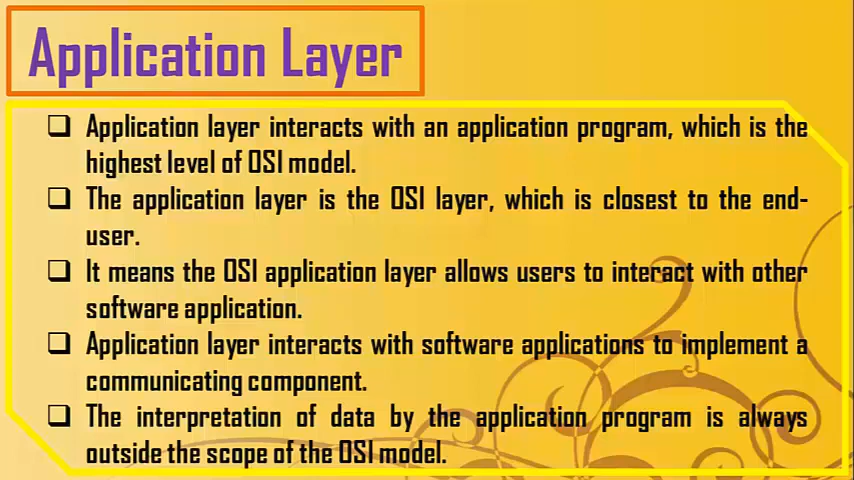 Application Layer
❑ Application layer interacts with an application program, which is the
highest level of OSI model.
❑ The application layer is the OSI layer, which is closest to the end-
user.
❑ It means the OSI application layer allows users to interact with other
software application.
❑ Application layer interacts with software applications to implement a
communicating component.
❑ The interpretation of data by the application program is always
outside the scope of the OSI model.